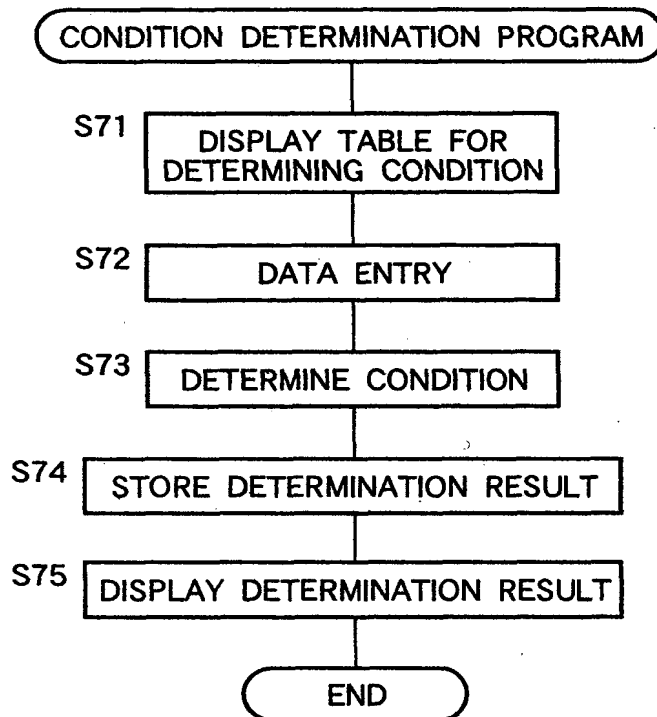 CONDITION DETERMINATION PROGRAM
S71
DISPLAY TABLE FOR
DETERMINING CONDITION
S72
DATA ENTRY
S73
DETERMINE CONDITION
S74
STORE DETERMINATION RESULT
S75
DISPLAY DETERMINATION RESULT
END